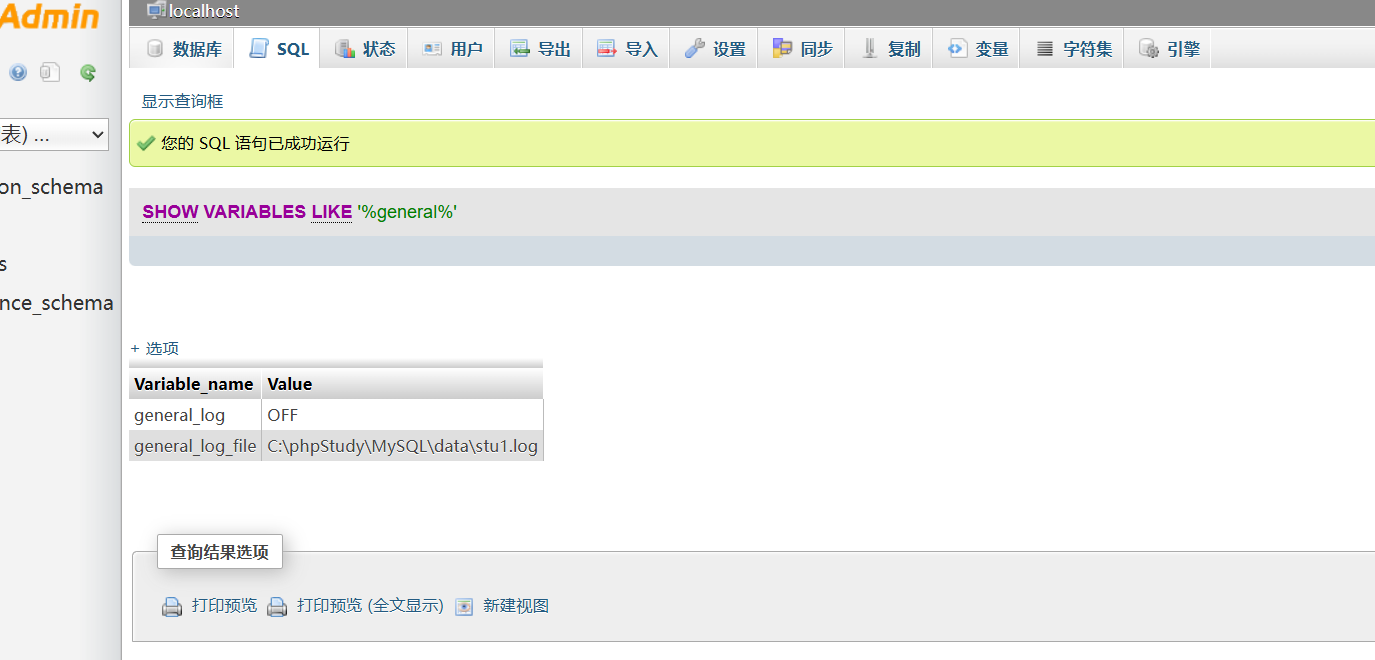 Admin
localhost
数据库 SQL 状态 用户 导出 导入 设置 同步 复制 变量 字符集 引擎
显示查询框
表) ...
您的 SQL 语句已成功运行
on_schema
SHOW VARIABLES LIKE '%general%'
s
nce_schema
+ 选项
Variable_name Value
general_log OFF
general_log_file C:\phpStudy\MySQL\data\stu1.log
查询结果选项
打印预览 打印预览 (全文显示) 新建视图